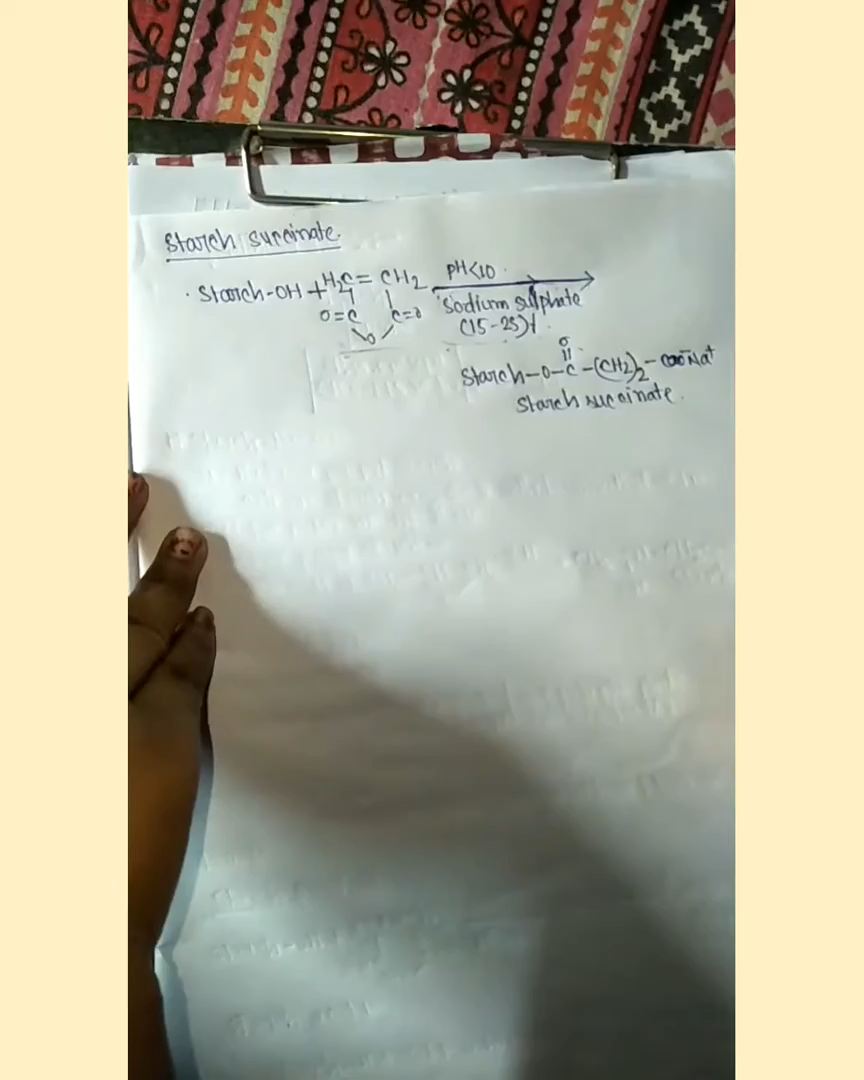 Starch succinate
Starch-OH + H₂C = CH₂ pH<10
O=C C=O Sodium sulphate
O (15-25)
O
Starch-O-C-(CH2)₂-COO⁻Na⁺
Starch succinate.